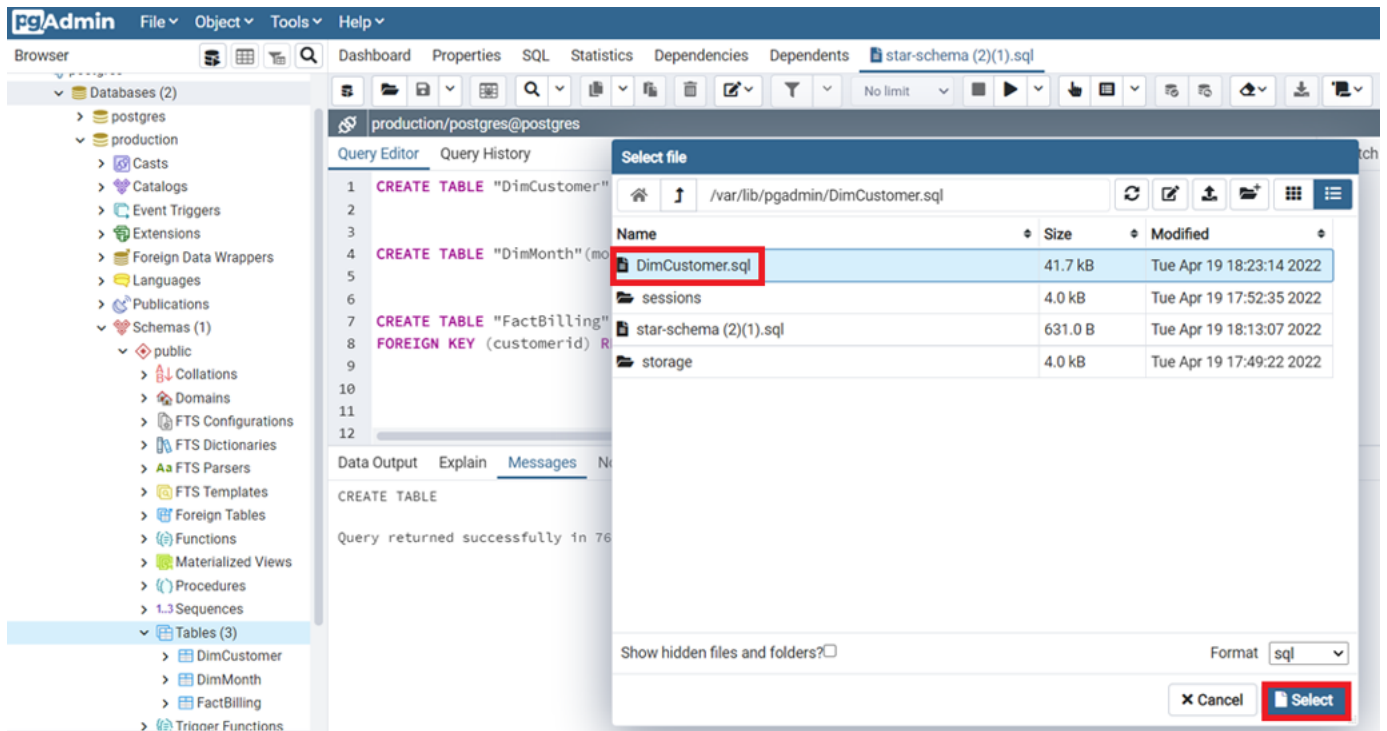 pgAdmin File Object Tools Help
Browser
Dashboard Properties SQL Statistics Dependencies Dependents star-schema (2)(1).sql
No limit
production/postgres@postgres
Query Editor Query History
Databases (2)
postgres
production
Casts
Catalogs
Event Triggers
Extensions
Foreign Data Wrappers
Languages
Publications
Schemas (1)
public
Collations
Domains
FTS Configurations
FTS Dictionaries
Aa FTS Parsers
FTS Templates
Foreign Tables
Functions
Materialized Views
Procedures
1..3 Sequences
Tables (3)
DimCustomer
DimMonth
FactBilling
Trigger Functions
1 CREATE TABLE "DimCustomer"
2
3
4 CREATE TABLE "DimMonth"(mo
5
6
7 CREATE TABLE "FactBilling"
8 FOREIGN KEY (customerid) R
9
10
11
12
Data Output Explain Messages No
CREATE TABLE
Query returned successfully in 76
Select file
/var/lib/pgadmin/DimCustomer.sql
Name Size Modified
DimCustomer.sql 41.7 kB Tue Apr 19 18:23:14 2022
sessions 4.0 kB Tue Apr 19 17:52:35 2022
star-schema (2)(1).sql 631.0 B Tue Apr 19 18:13:07 2022
storage 4.0 kB Tue Apr 19 17:49:22 2022
Show hidden files and folders?
Format sql
Cancel Select